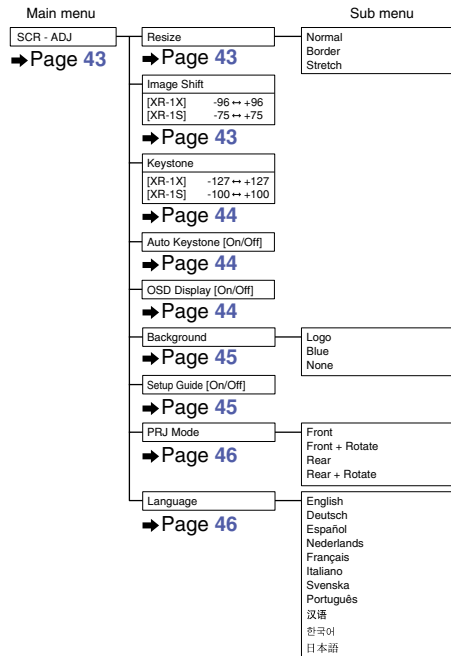 Main menu
Sub menu
SCR - ADJ
➡Page 43
Resize
➡Page 43
Normal
Border
Stretch
Image Shift
[XR-1X] -96 ↔ +96
[XR-1S] -75 ↔ +75
➡Page 43
Keystone
[XR-1X] -127 ↔ +127
[XR-1S] -100 ↔ +100
➡Page 44
Auto Keystone [On/Off]
➡Page 44
OSD Display [On/Off]
➡Page 44
Background
➡Page 45
Logo
Blue
None
Setup Guide [On/Off]
➡Page 45
PRJ Mode
➡Page 46
Front
Front + Rotate
Rear
Rear + Rotate
Language
➡Page 46
English
Deutsch
Español
Nederlands
Français
Italiano
Svenska
Português
汉语
한국어
日本語